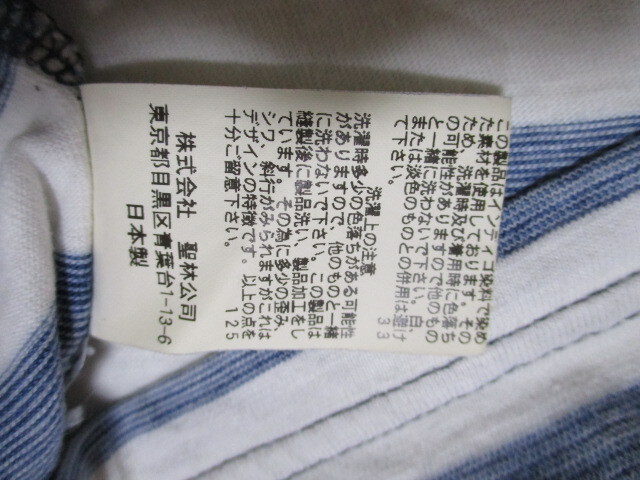 この製品はインディゴ染料で染め
た素材を使用しております。その
ため、洗濯時及び着用時に色落ち
の可能性がありますので他のもの
と一緒に洗わないで下さい。白、
または淡色のものとの併用は避け
て下さい。
33
洗濯上の注意
洗濯時多少の色落ちがある可能性
がありますので、他のものと一緒
に洗わないで下さい。この製品は
縫製後に製品洗い、製品加工をし
ています。その為に多少の歪み
シワ、斜行がみられますがこれは
デザインの特徴です。以上の点を
十分ご留意下さい。
125
株式会社 聖林公司
東京都目黒区青葉台1-13-6
日本製